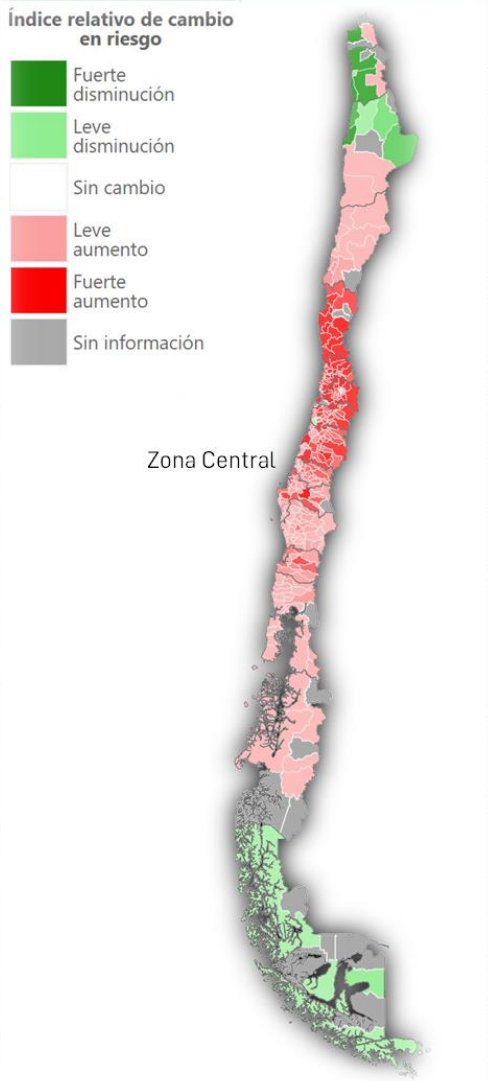 Índice relativo de cambio
en riesgo
Fuerte
disminución
Leve
disminución
Sin cambio
Leve
aumento
Fuerte
aumento
Sin información
Zona Central